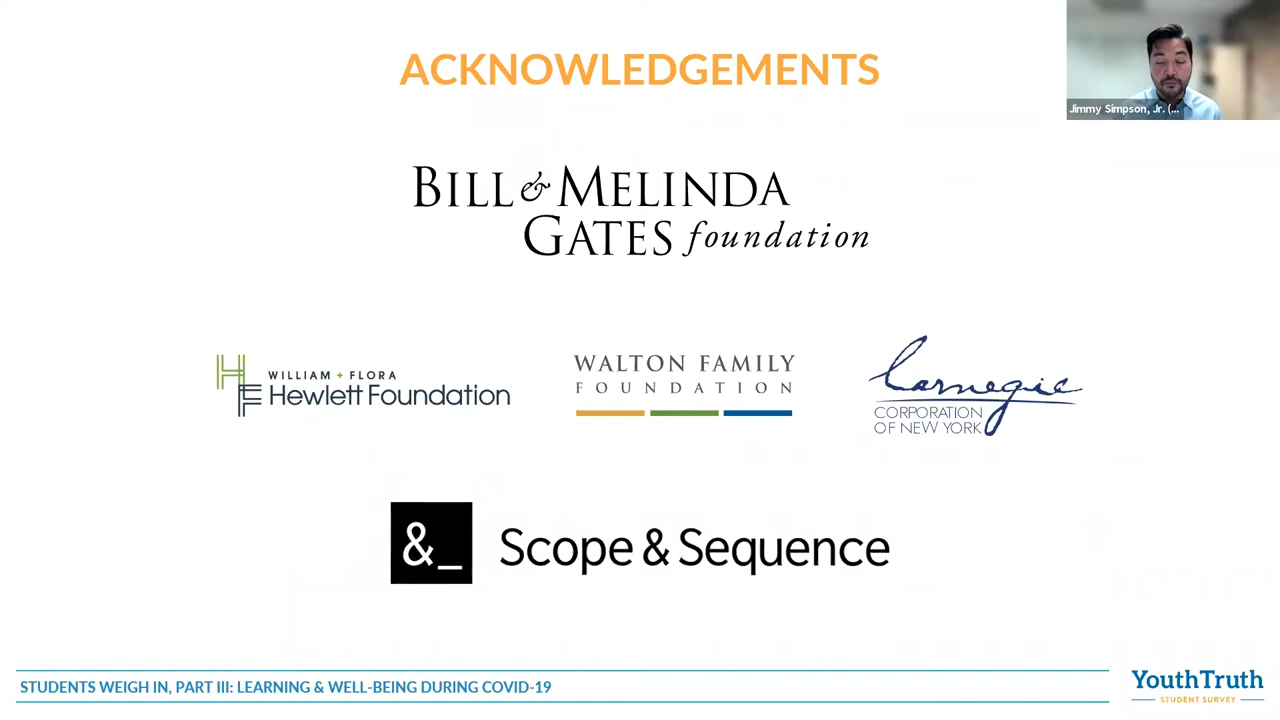 ACKNOWLEDGEMENTS
Jimmy Simpson, Jr. (...
BILL & MELINDA
GATES foundation
WILLIAM + FLORA
Hewlett Foundation
WALTON FAMILY
FOUNDATION
Carnegie
CORPORATION
OF NEW YORK
&_ Scope & Sequence
STUDENTS WEIGH IN, PART III: LEARNING & WELL-BEING DURING COVID-19
YouthTruth
STUDENT SURVEY